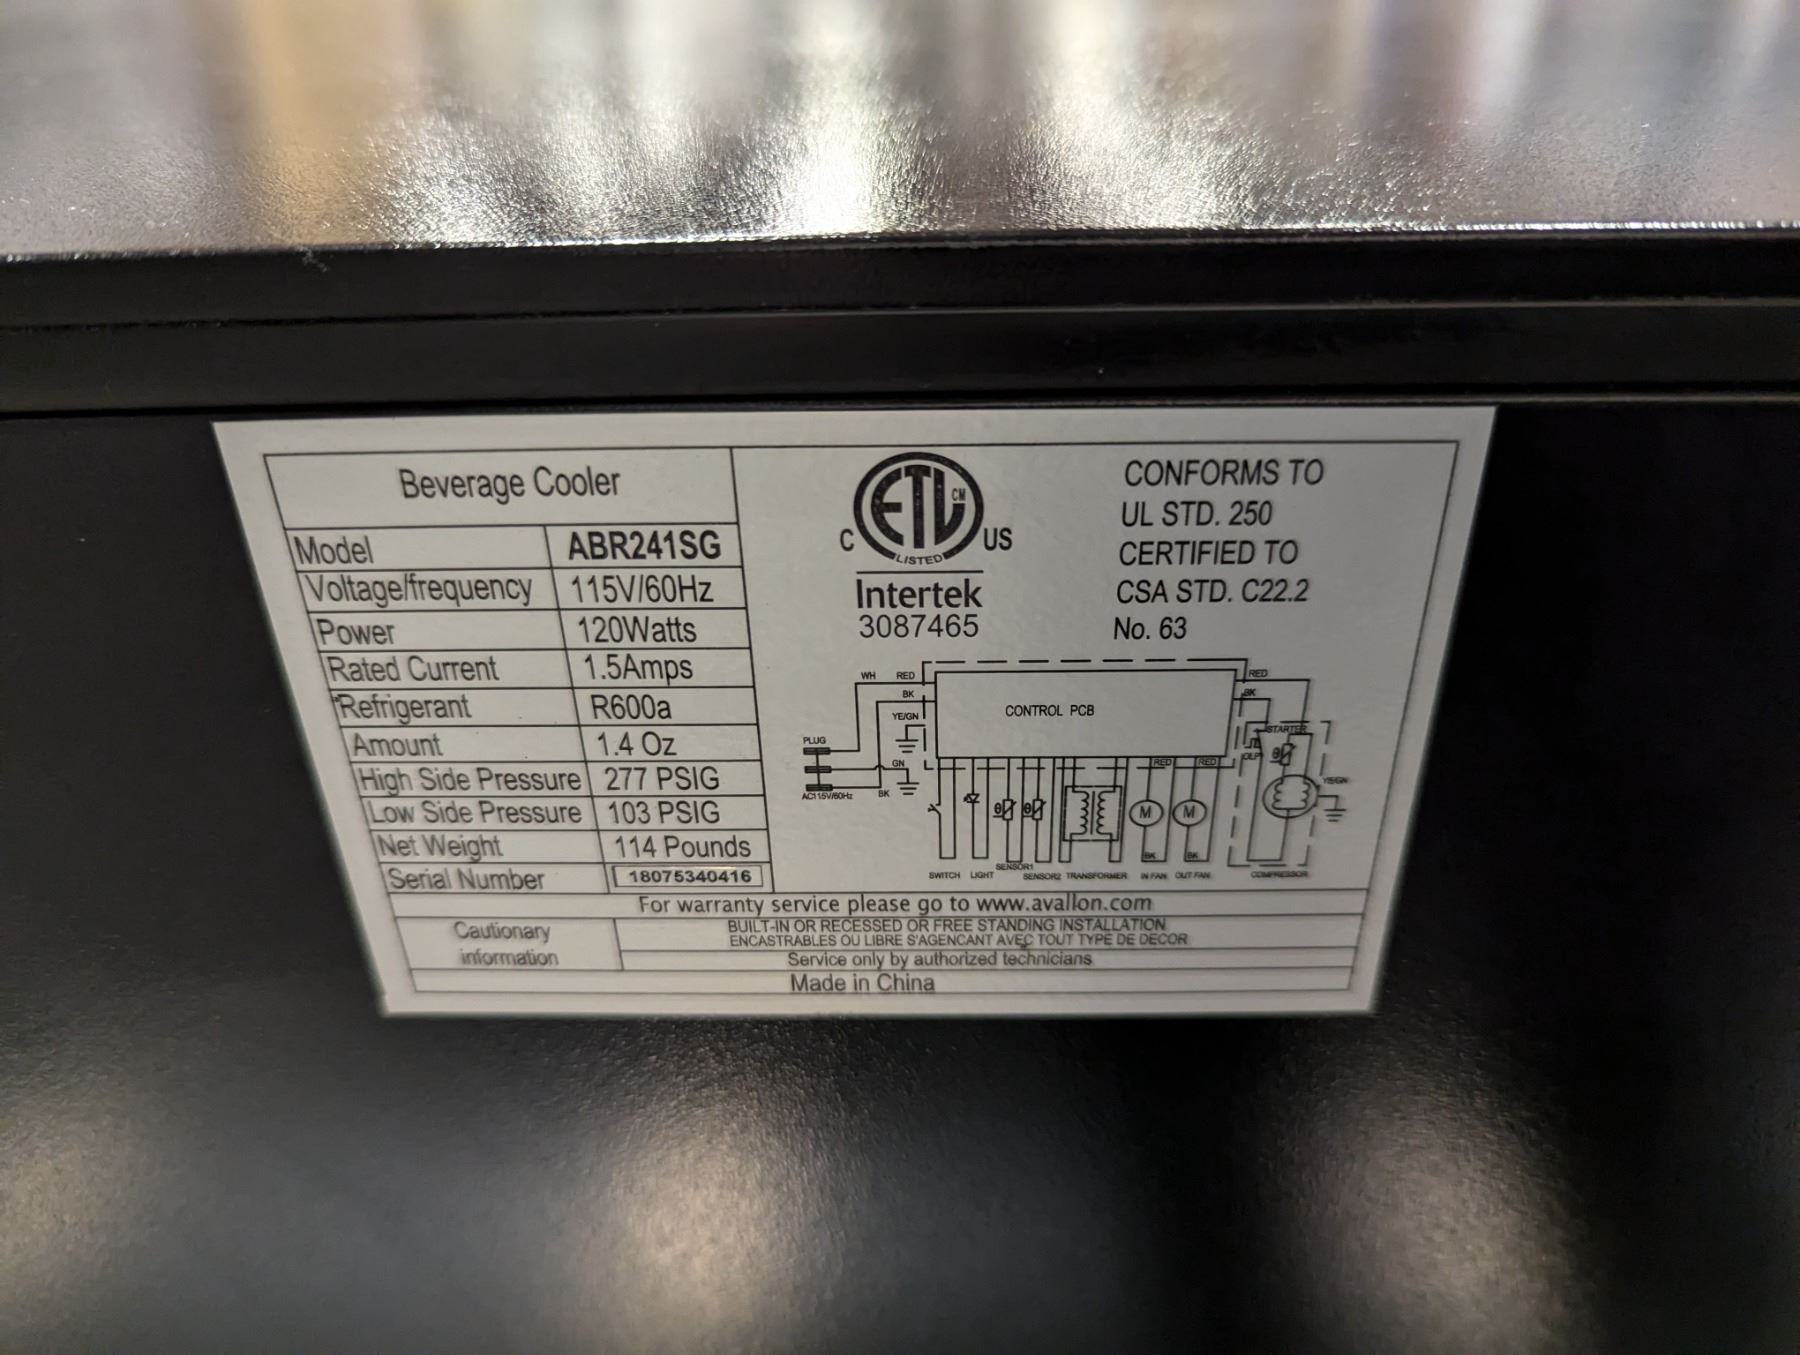 Beverage Cooler
Model ABR241SG
Voltage/frequency 115V/60Hz
Power 120Watts
Rated Current 1.5Amps
Refrigerant R600a
Amount 1.4 Oz
High Side Pressure 277 PSIG
Low Side Pressure 103 PSIG
Net Weight 114 Pounds
Serial Number 18075340416
ETL CM
C US
LISTED
Intertek
3087465
CONFORMS TO
UL STD. 250
CERTIFIED TO
CSA STD. C22.2
No. 63
WH RED
BK
YE/GN
PLUG
GN
AC115V/60Hz BK
CONTROL PCB
RED
BK
STARTER
OLP
θ
YE/GN
RED RED
θ θ
M M
BK BK
SWITCH LIGHT SENSOR1 SENSOR2 TRANSFORMER IN FAN OUT FAN COMPRESSOR
For warranty service please go to www.avallon.com
Cautionary
information
BUILT-IN OR RECESSED OR FREE STANDING INSTALLATION
ENCASTRABLES OU LIBRE S'AGENCANT AVEC TOUT TYPE DE DECOR
Service only by authorized technicians
Made in China